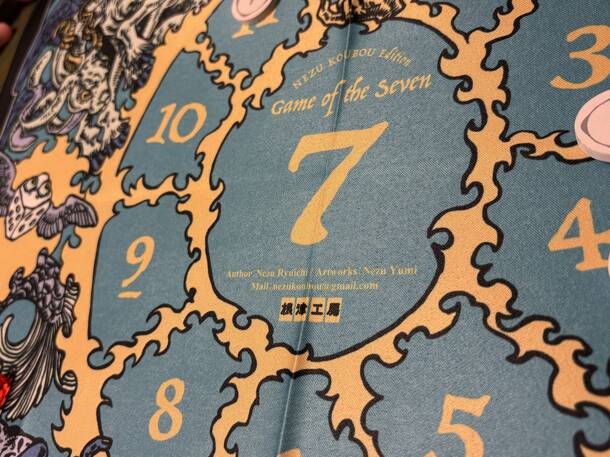 11
NEZU KOUBOU Edition
Game of the Seven
3
10
7
4
9
Author Nezu Ryuichi / Artworks Nezu Yumi
Mail.nezukoubou@gmail.com
根津工房
8
5